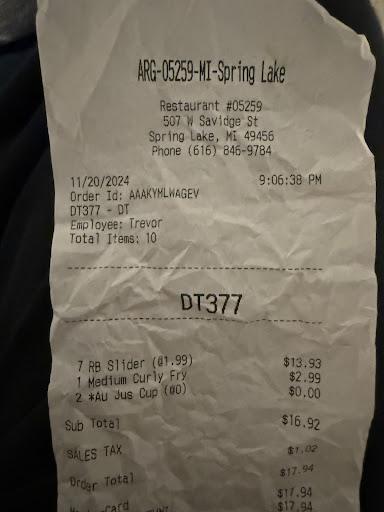 ARG-05259-MI-Spring Lake
Restaurant #05259
507 W Savidge St
Spring Lake, MI 49456
Phone (616) 846-9784
11/20/2024 9:06:38 PM
Order Id: AAAKYMLWAGEV
DT377 - DT
Employee: Trevor
Total Items: 10
DT377
7 RB Slider (@1.99) $13.93
1 Medium Curly Fry $2.99
2 *Au Jus Cup (@0) $0.00
Sub Total $16.92
SALES TAX $1.02
Order Total $17.94
$17.94
$17.94